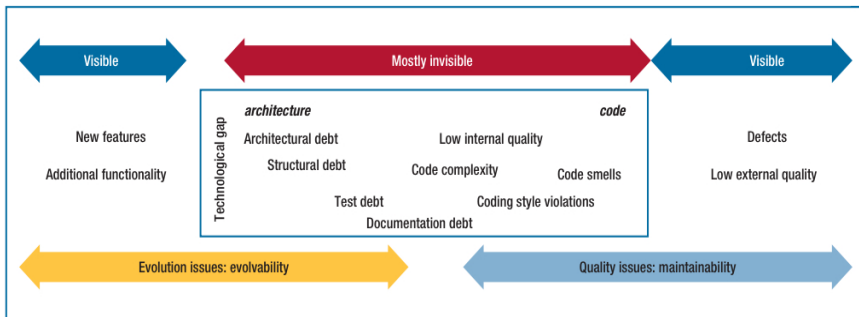 Visible
Mostly invisible
Visible
New features
Additional functionality
Technological gap
architecture
code
Architectural debt
Low internal quality
Structural debt
Code complexity
Code smells
Test debt
Coding style violations
Documentation debt
Defects
Low external quality
Evolution issues: evolvability
Quality issues: maintainability